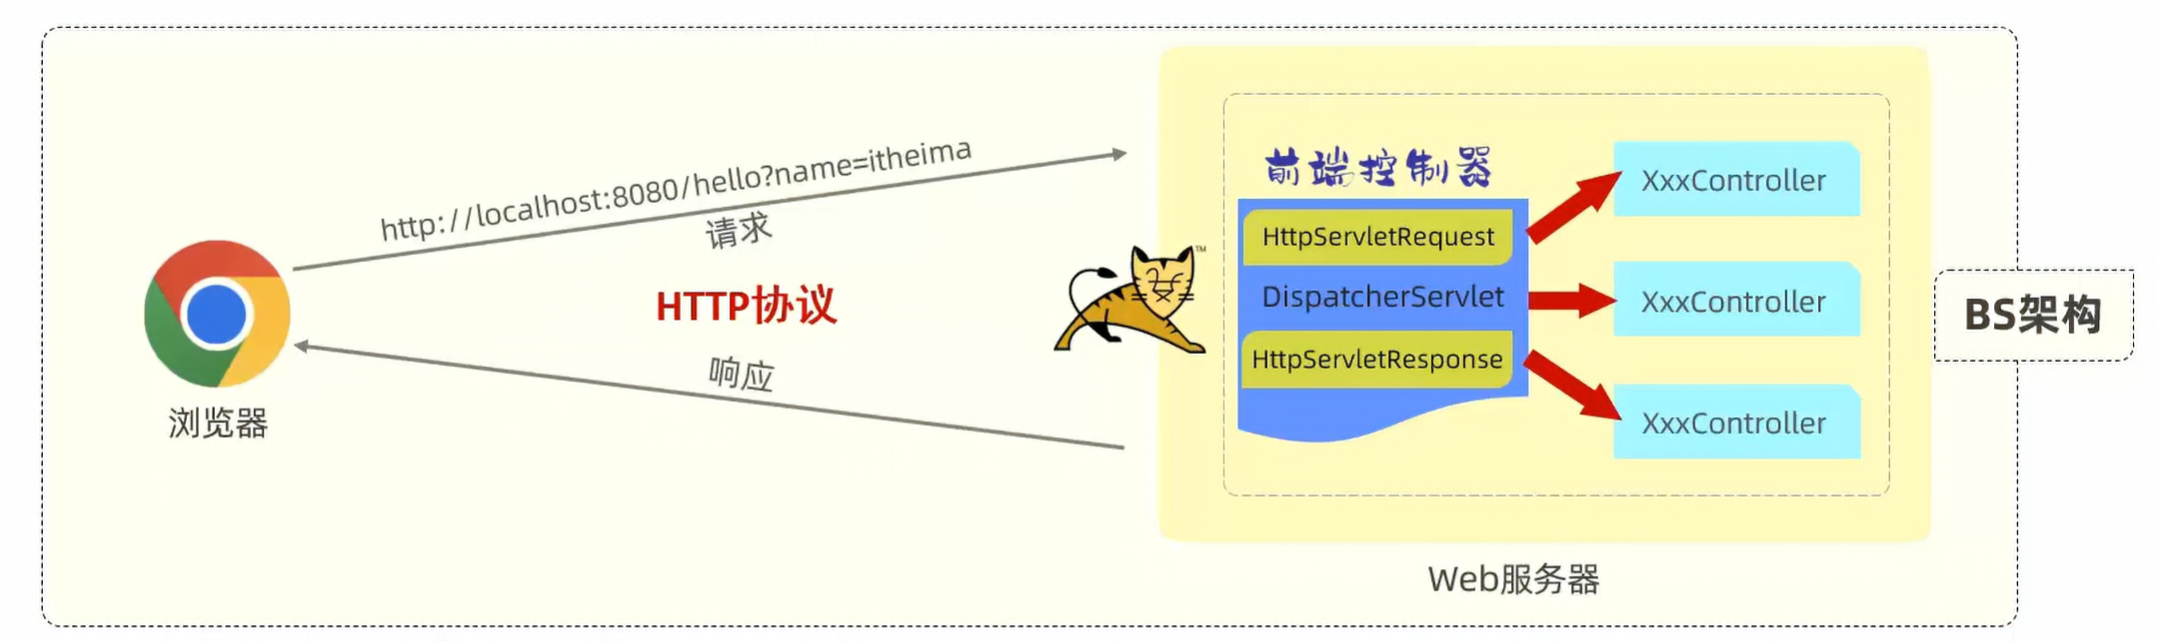 http://localhost:8080/hello?name=itheima
请求
HTTP协议
响应
浏览器
TM
前端控制器
HttpServletRequest
DispatcherServlet
HttpServletResponse
XxxController
XxxController
XxxController
Web服务器
BS架构